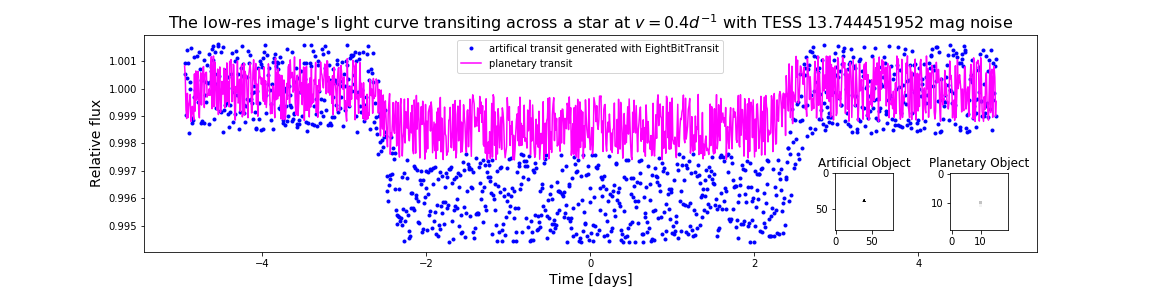 The low-res image's light curve transiting across a star at v = 0.4d⁻¹ with TESS 13.744451952 mag noise
artifical transit generated with EightBitTransit
planetary transit
Relative flux
1.001
1.000
0.999
0.998
0.997
0.996
0.995
Artificial Object
0
50
0 50
Planetary Object
0
10
0 10
−4 −2 0 2 4
Time [days]